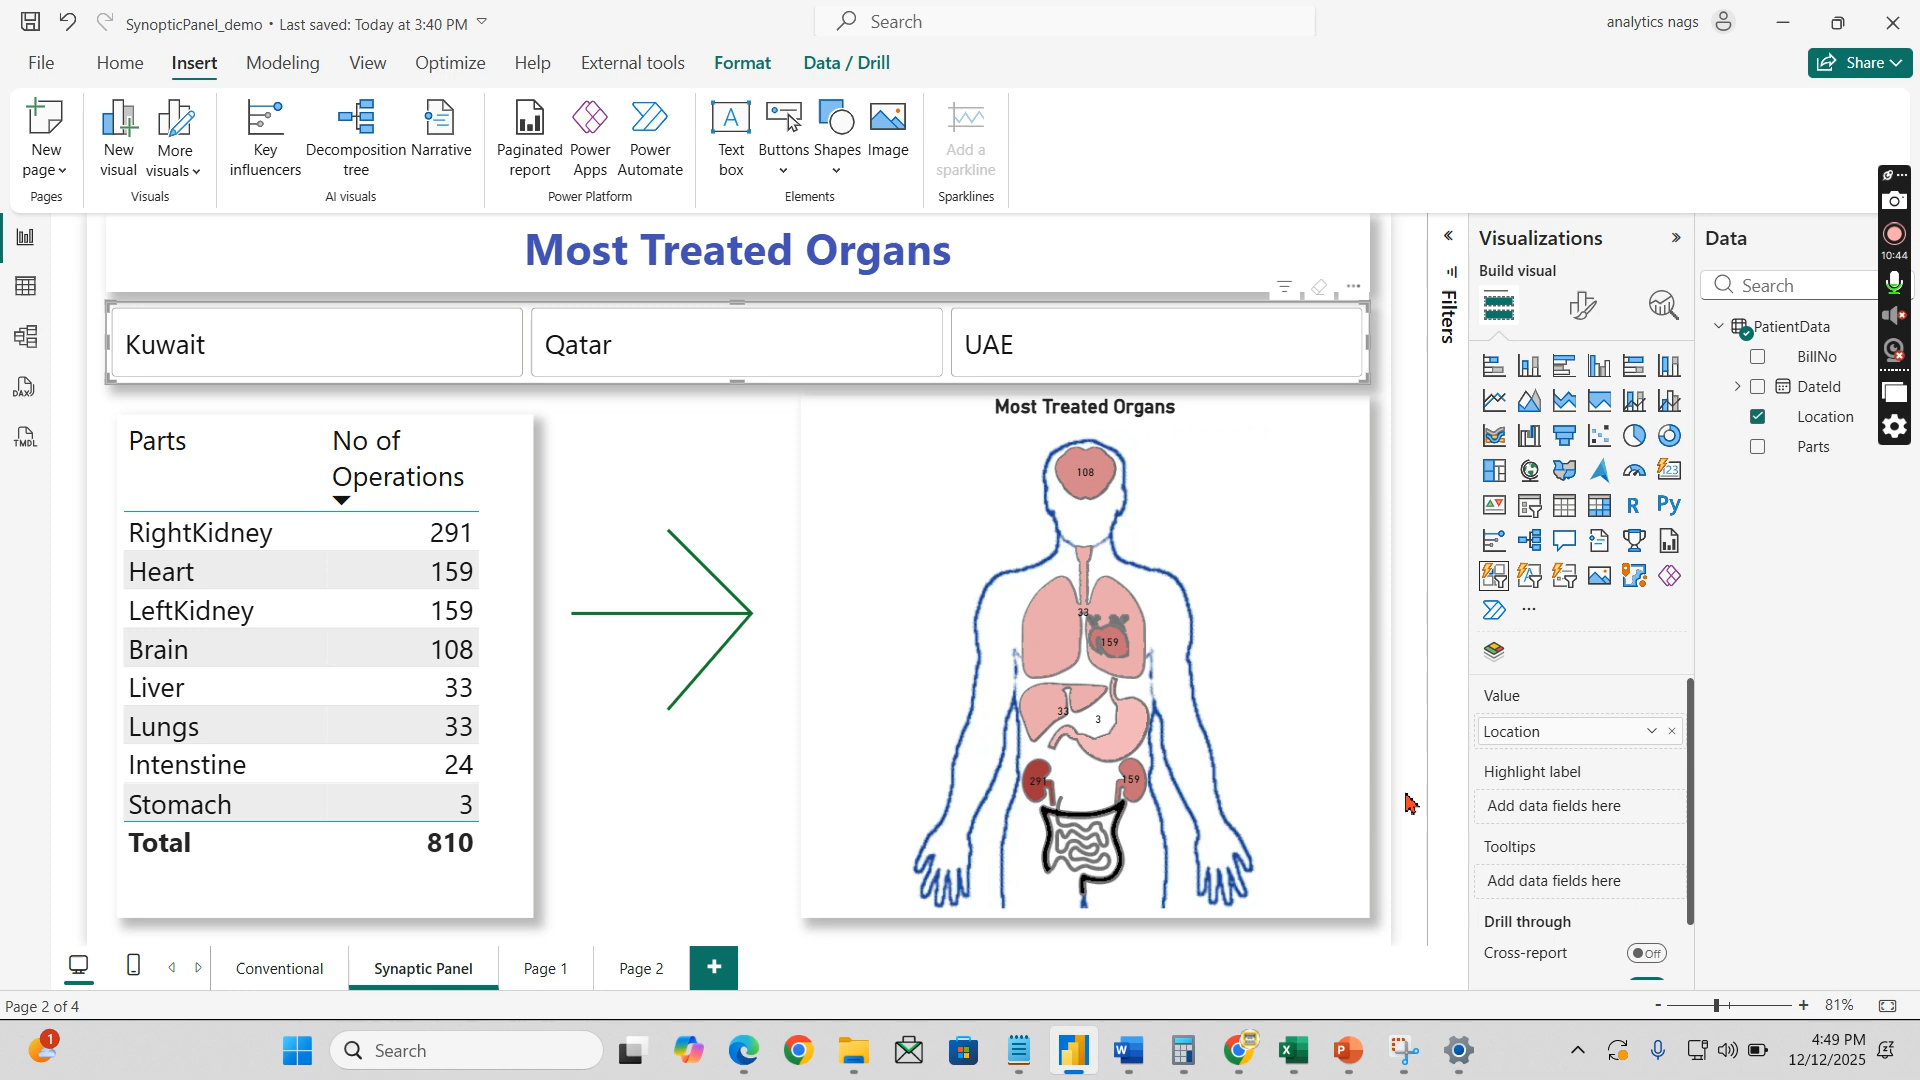 SynopticPanel_demo • Last saved: Today at 3:40 PM
Search
analytics nags
File Home Insert Modeling View Optimize Help External tools Format Data / Drill
Share
New page
New visual
More visuals
Key influencers
Decomposition tree
Narrative
Paginated report
Power Apps
Power Automate
Text box
Buttons
Shapes
Image
Add a sparkline
Pages
Visuals
AI visuals
Power Platform
Elements
Sparklines
Most Treated Organs
Kuwait Qatar UAE
Parts No of Operations
RightKidney 291
Heart 159
LeftKidney 159
Brain 108
Liver 33
Lungs 33
Intenstine 24
Stomach 3
Total 810
Most Treated Organs
108
33
159
33
3
291
159
Filters
Visualizations
Build visual
123
R
Py
Value
Location
Highlight label
Add data fields here
Tooltips
Add data fields here
Drill through
Cross-report
Off
Data
Search
PatientData
BillNo
DateId
Location
Parts
10:44
DAX
TMDL
Conventional
Synaptic Panel
Page 1
Page 2
+
Page 2 of 4
- + 81%
1
Search
4:49 PM
12/12/2025